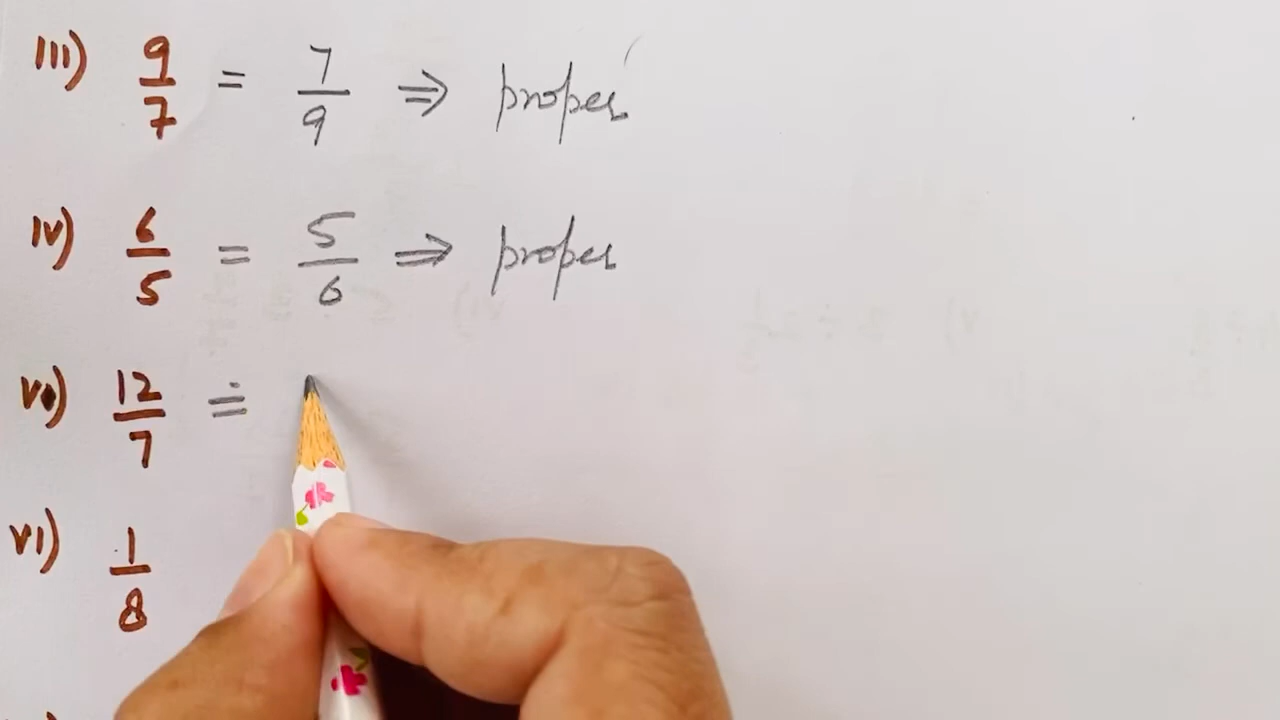 III) 9/7 = 7/9 ⇒ proper
IV) 6/5 = 5/6 ⇒ proper
V) 12/7 =
VI) 1/8